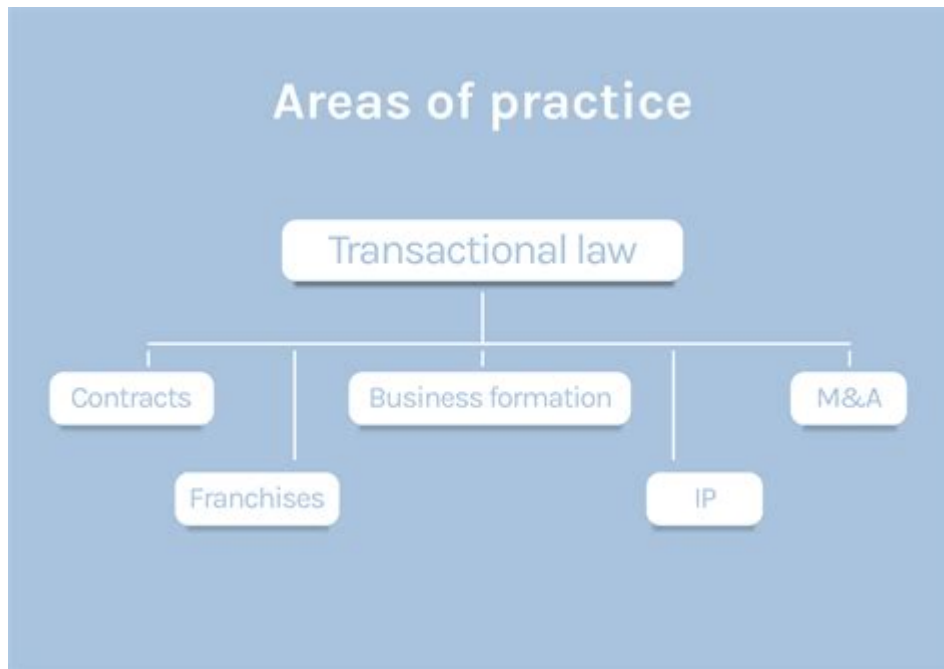 Areas of practice
Transactional law
Contracts
Business formation
M&A
Franchises
IP